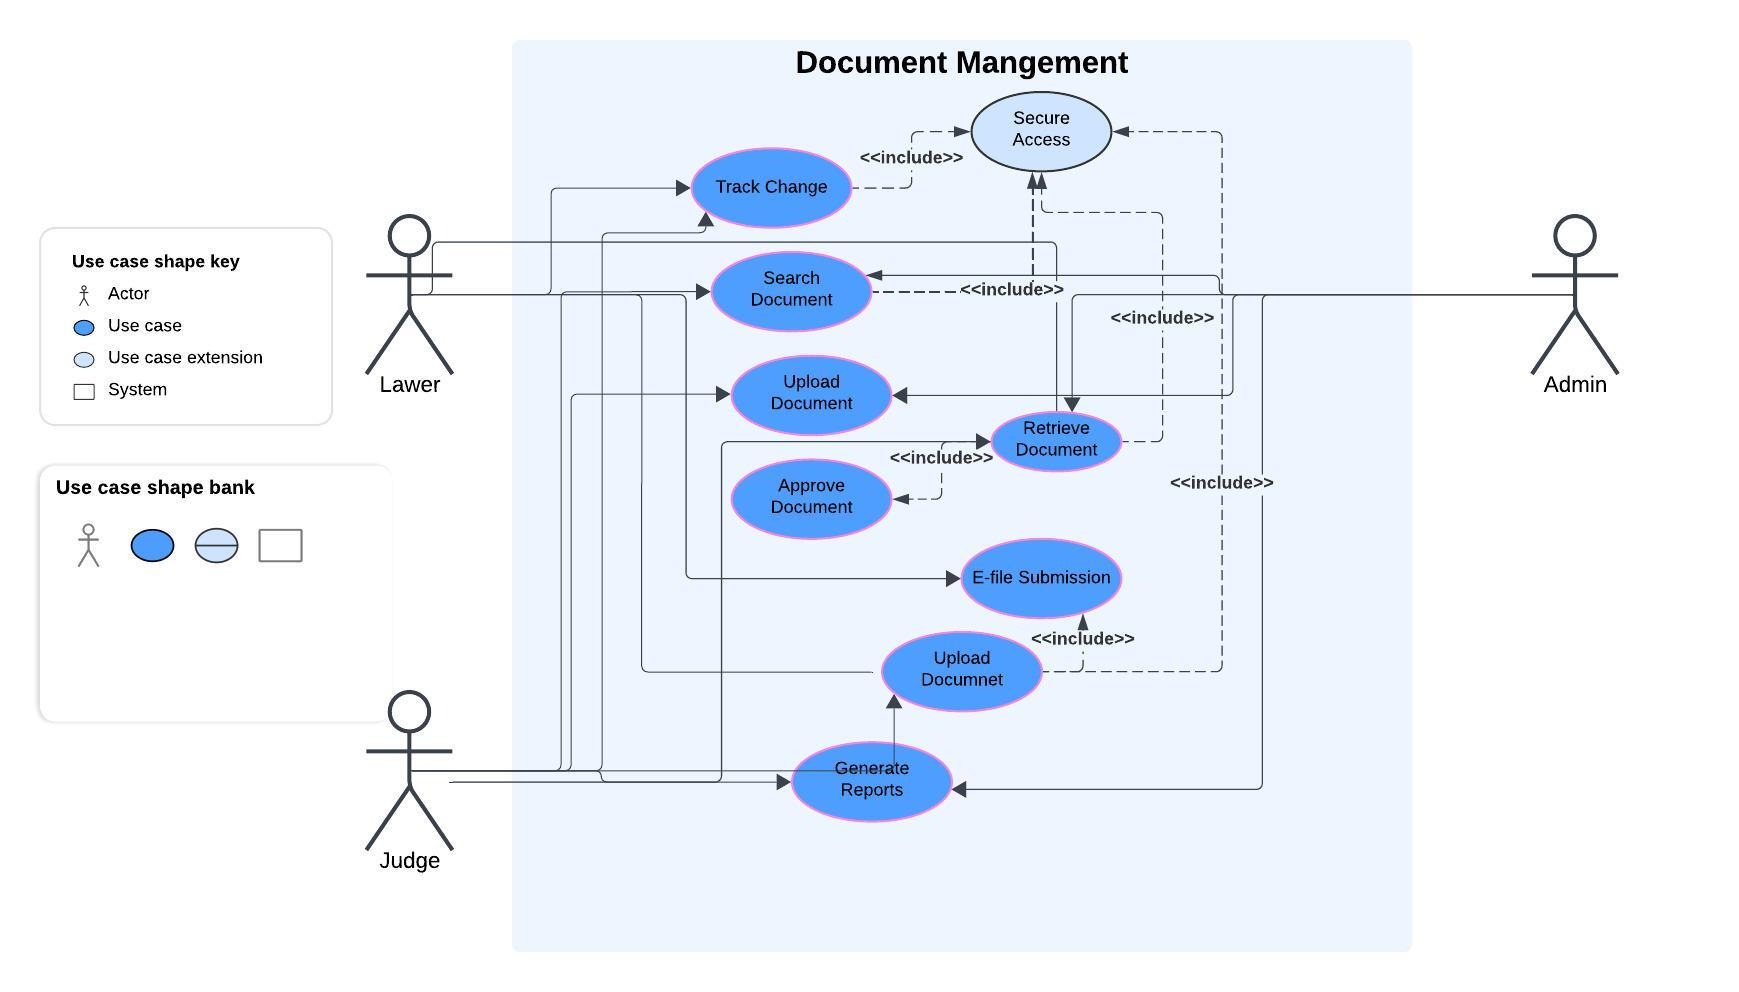 Document Mangement
Secure
Access
<<include>>
Track Change
Use case shape key
Actor
Use case
Use case extension
System
Lawer
Search
Document
<<include>>
<<include>>
Admin
Upload
Document
Retrieve
Document
<<include>>
Approve
Document
<<include>>
Use case shape bank
E-file Submission
<<include>>
Upload
Documnet
Generate
Reports
Judge